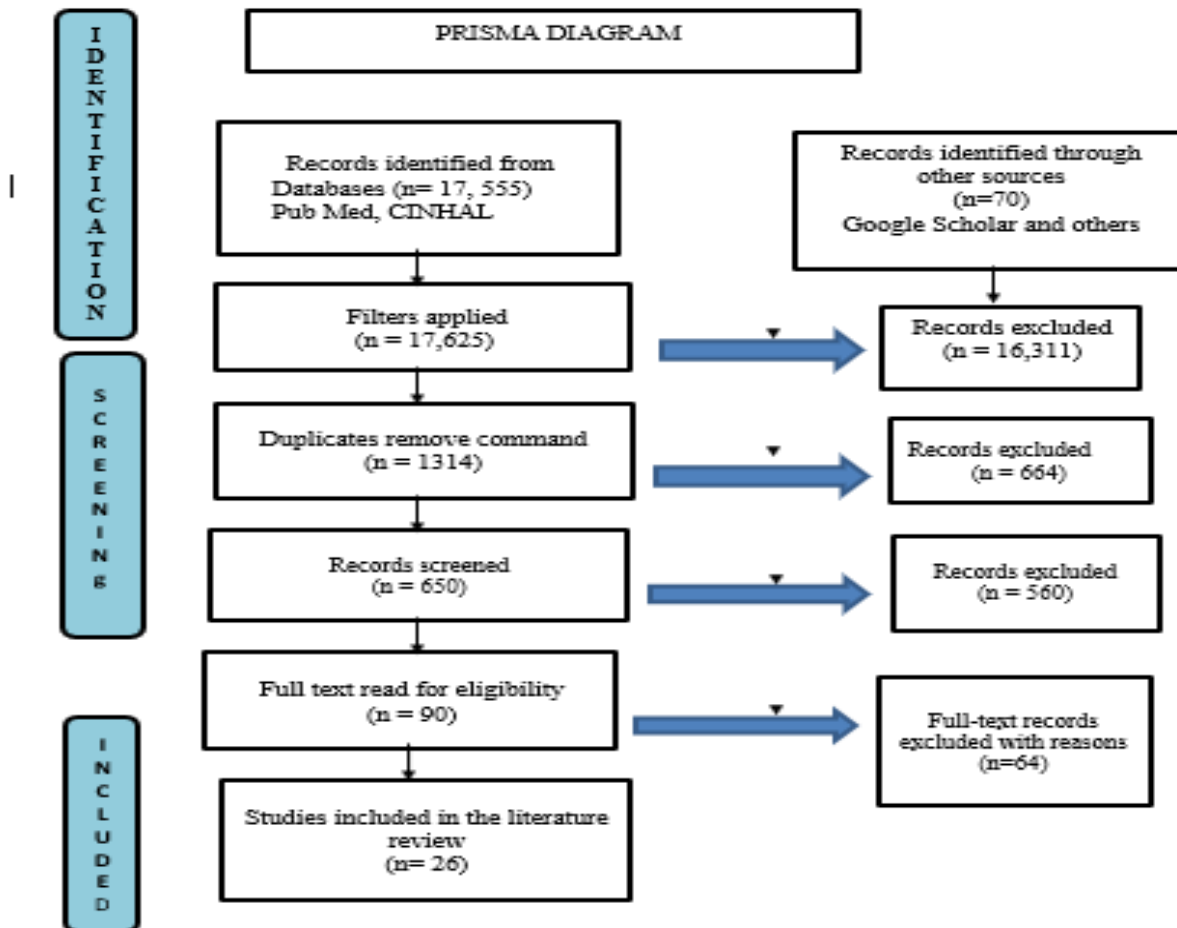 IDENTIFICATION
PRISMA DIAGRAM
Records identified from
Databases (n= 17, 555)
Pub Med, CINHAL
Records identified through
other sources
(n=70)
Google Scholar and others
Filters applied
(n = 17,625)
Records excluded
(n = 16,311)
SCREENINg
Duplicates remove command
(n = 1314)
Records excluded
(n = 664)
Records screened
(n = 650)
Records excluded
(n = 560)
Full text read for eligibility
(n = 90)
Full-text records
excluded with reasons
(n=64)
INCLUDED
Studies included in the literature
review
(n= 26)